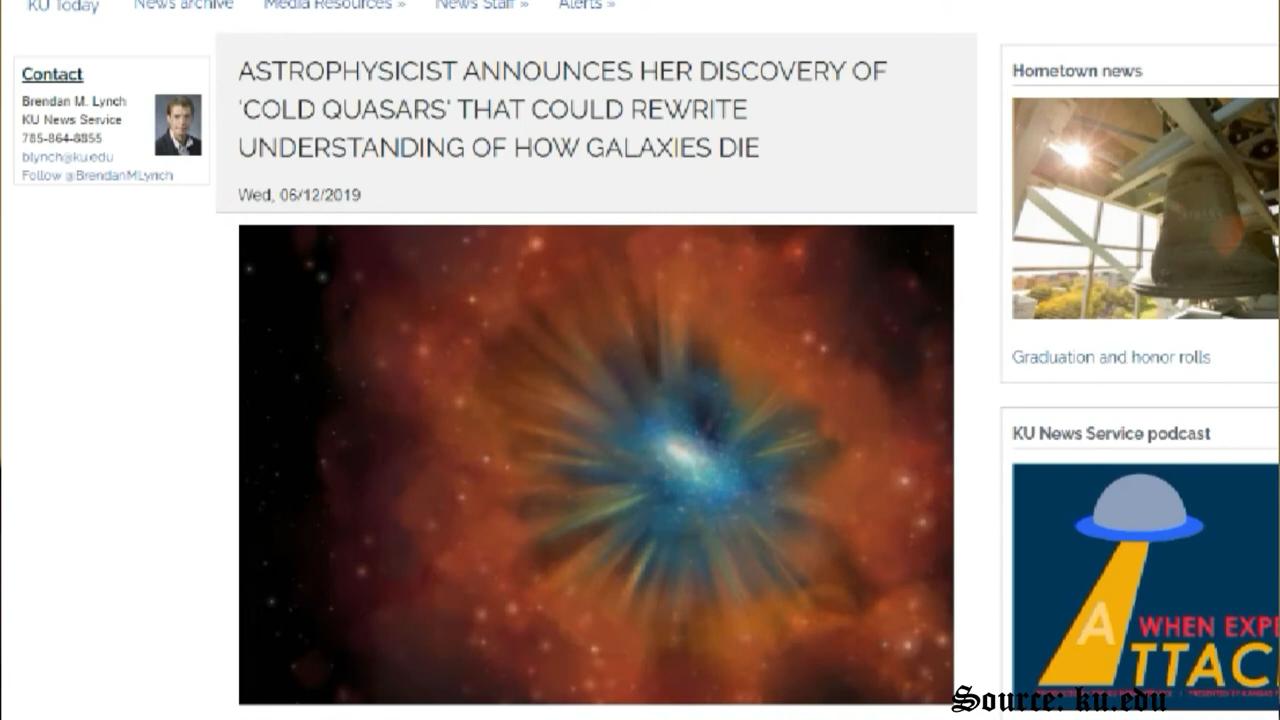 KU Today
News archive
Media Resources »
News Staff »
Alerts »
Contact
Brendan M. Lynch
KU News Service
785-864-8855
blynch@ku.edu
Follow @BrendanMLynch
ASTROPHYSICIST ANNOUNCES HER DISCOVERY OF
'COLD QUASARS' THAT COULD REWRITE
UNDERSTANDING OF HOW GALAXIES DIE
Wed, 06/12/2019
Hometown news
Graduation and honor rolls
KU News Service podcast
WHEN EXP
ATTAC
Source: ku.edu